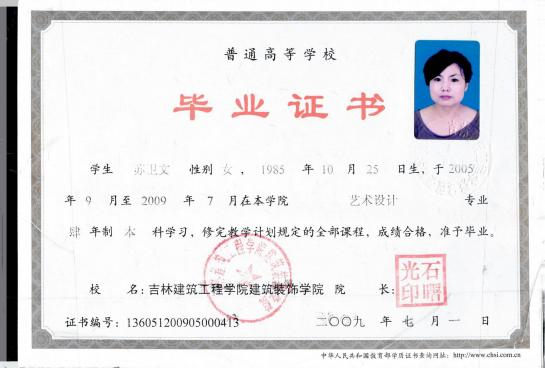 普通高等学校
毕业证书
学生 苏卫文 性别 女，1985 年 10 月 25 日生，于 2005
年 9 月至 2009 年 7 月在本学院 艺术设计 专业
肆 年制 本 科学习，修完教学计划规定的全部课程，成绩合格，准予毕业。
校 名：吉林建筑工程学院建筑装饰学院 院 长：
石曙光印
证书编号：136051200905000413 二〇〇九 年 七 月 一 日
中华人民共和国教育部学历证书查询网址：http://www.chsi.com.cn